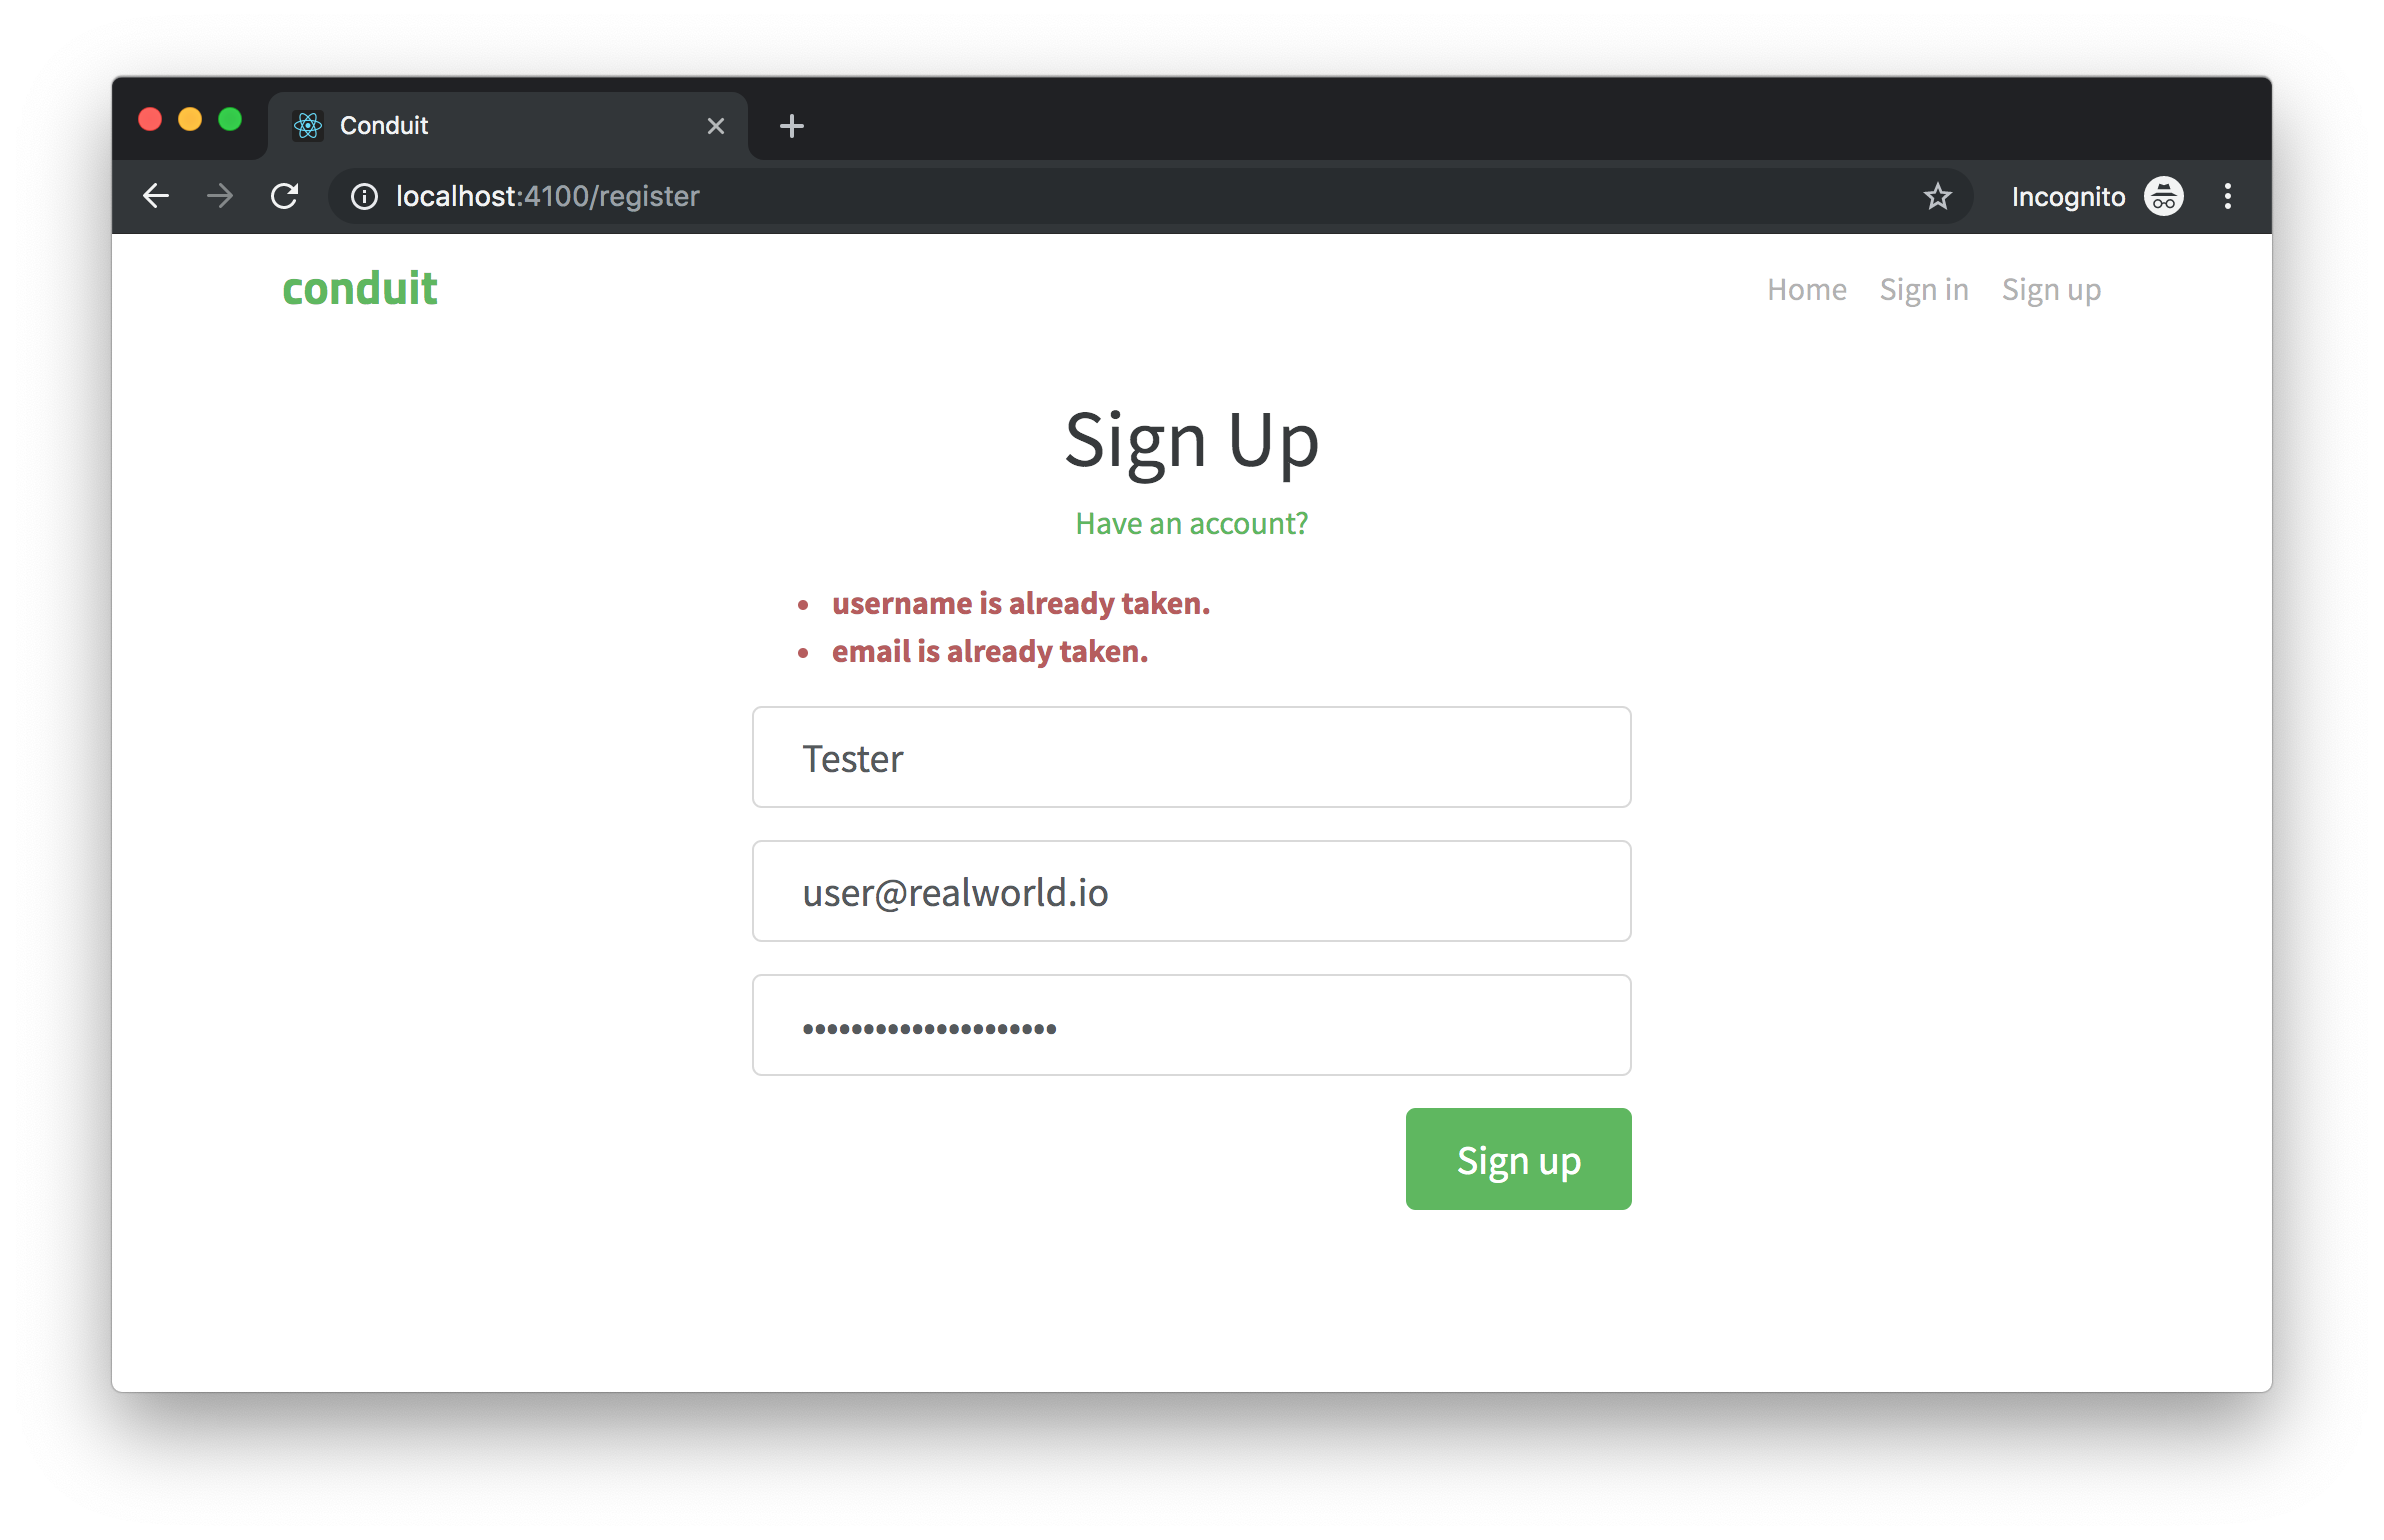 Conduit
localhost:4100/register
Incognito
conduit
Home Sign in Sign up
Sign Up
Have an account?
• username is already taken.
• email is already taken.
Tester
user@realworld.io
•••••••••••••••••••••
Sign up